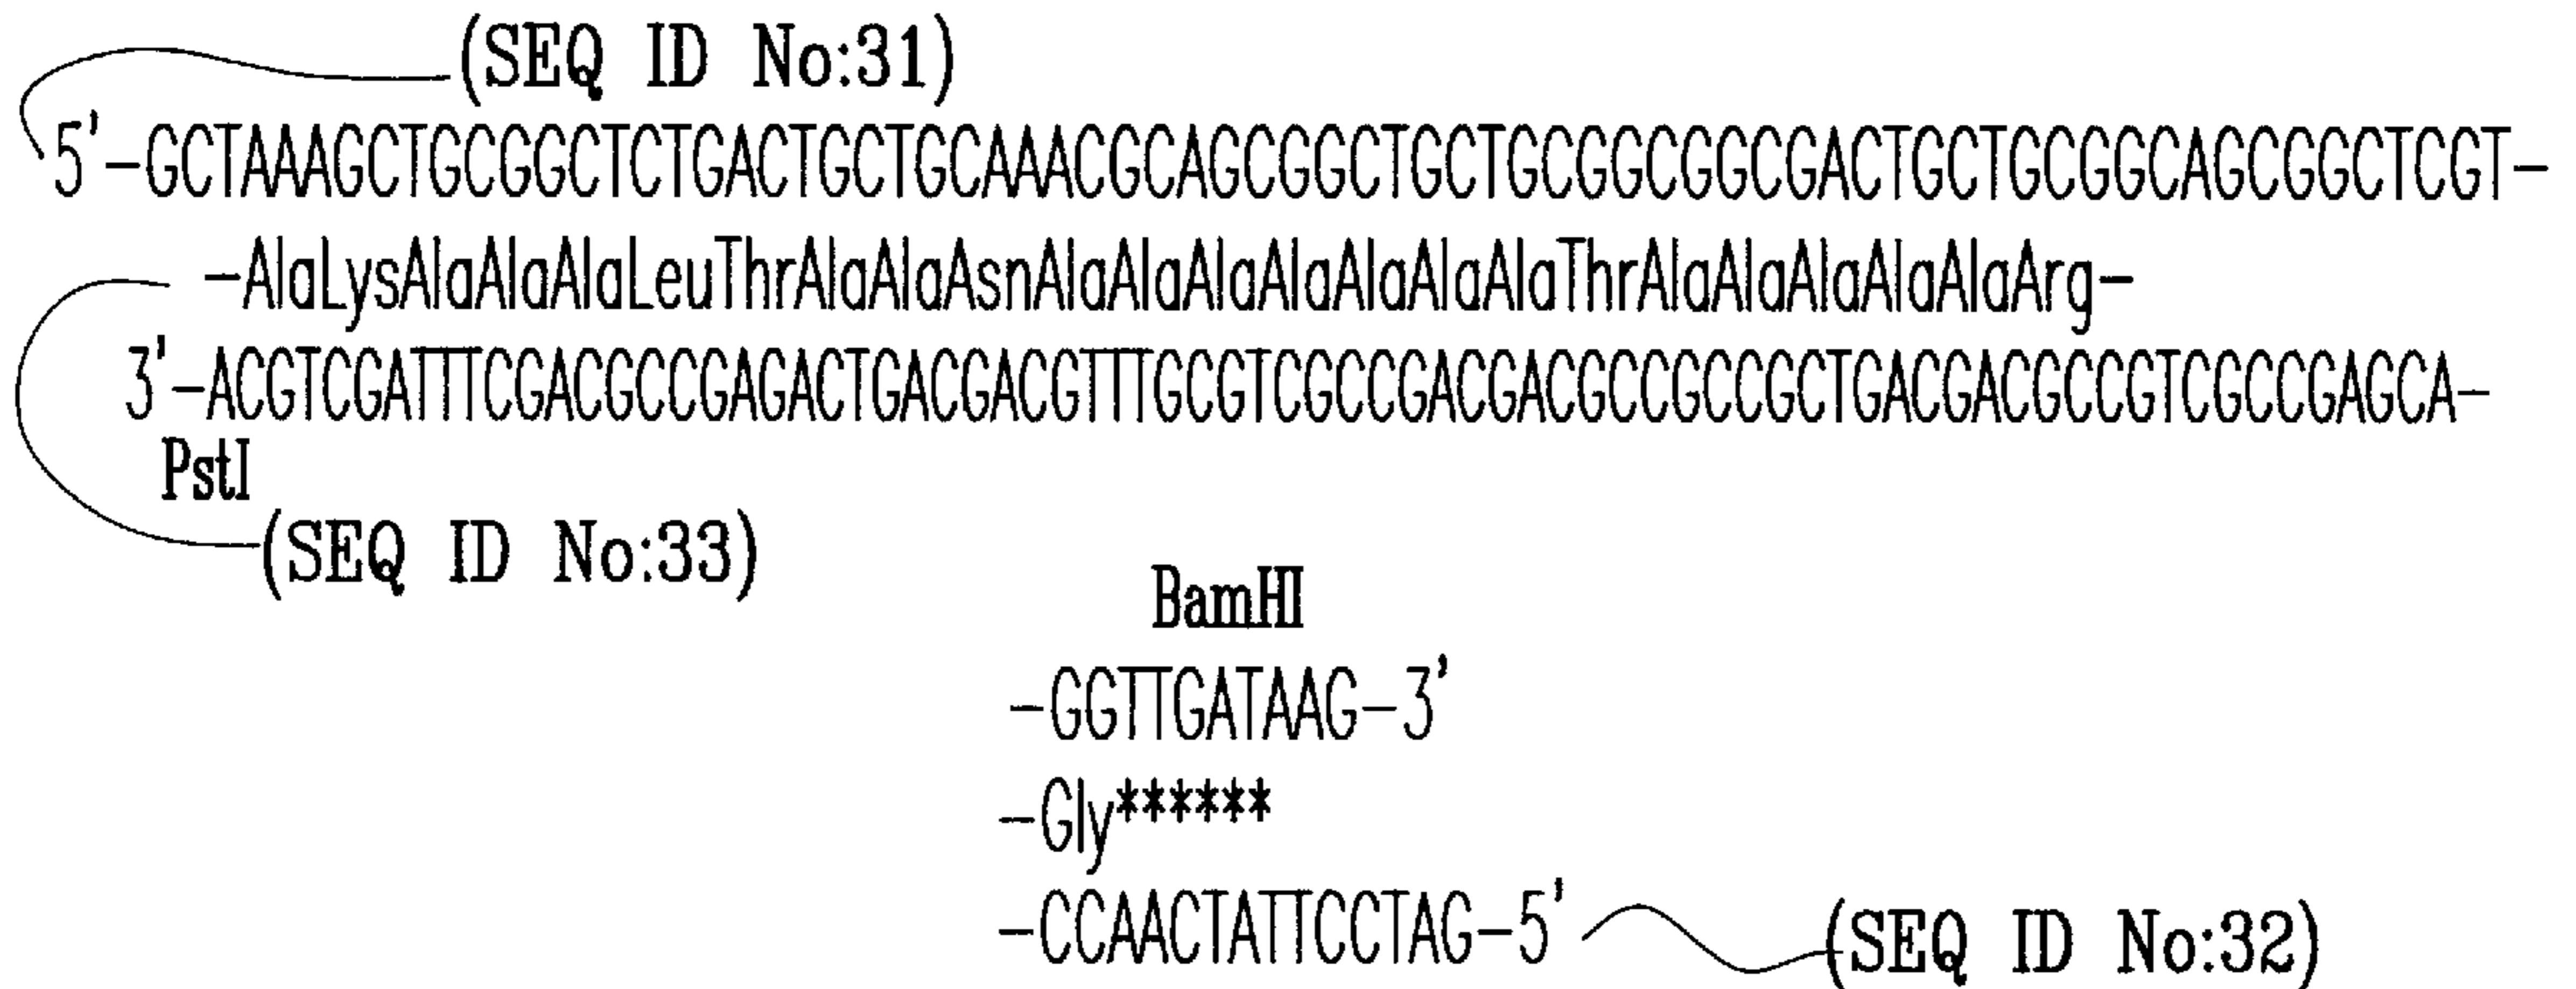 (SEQ ID No:31)
5'-GCTAAAGCTGCGGCTCTGACTGCTGCAAACGCAGCGGCTGCTGCGGCGGCGACTGCTGCGGCAGCGGCTCGT-
-AlaLysAlaAlaAlaLeuThrAlaAlaAsnAlaAlaAlaAlaAlaAlaAlaThrAlaAlaAlaAlaAlaArg-
3'-ACGTCGATTTCGACGCCGAGACTGACGACGTTTGCGTCGCCGACGACGCCGCCGCTGACGACGCCGTCGCCGAGCA-
PstI
(SEQ ID No:33)
BamHI
-GGTTGATAAG-3'
-Gly******
-CCAACTATTCCTAG-5'
(SEQ ID No:32)